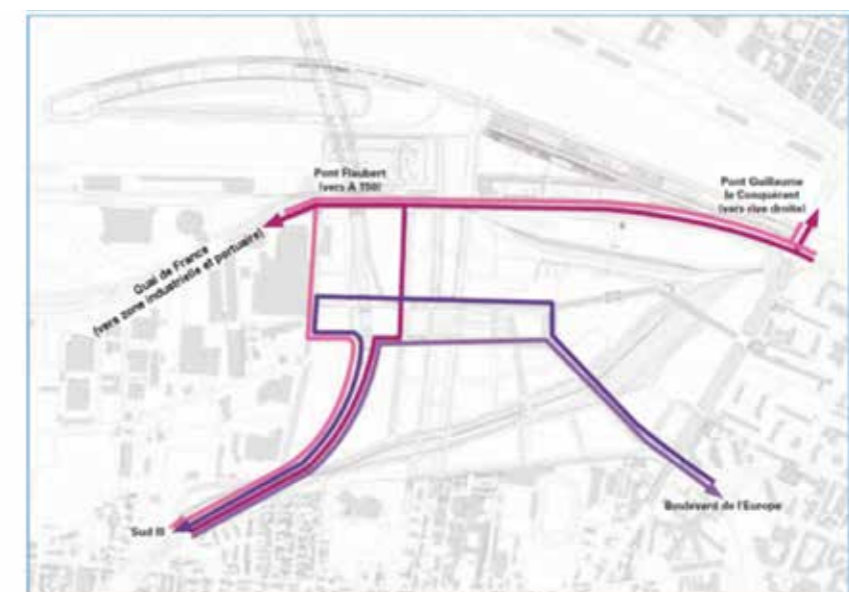 Pont Flaubert
(vers A 150)
Pont Guillaume
le Conquérant
(vers rive droite)
Quai de France
(vers zone industrielle et portuaire)
Sud III
Boulevard de l'Europe